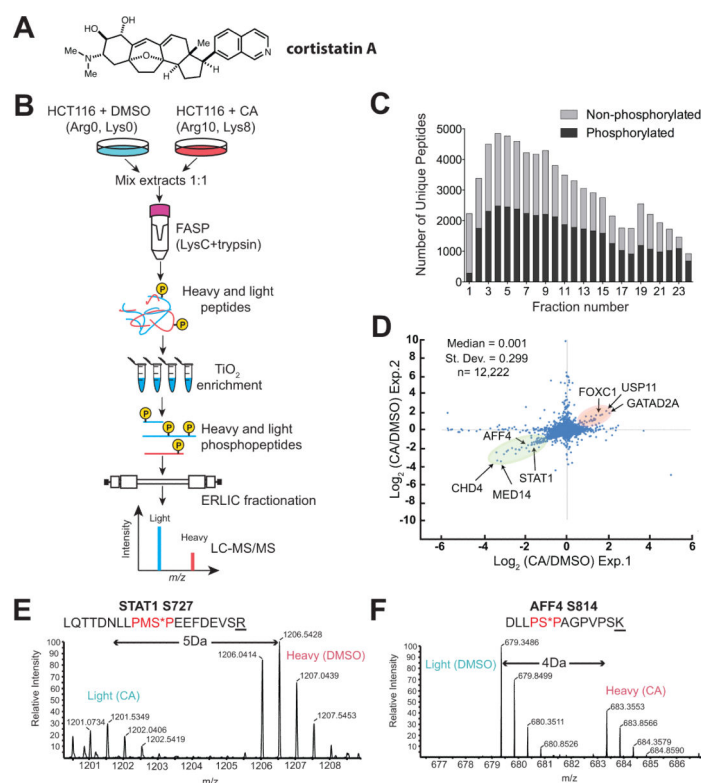 A
HO
OH
Me
N
Me
N
Me
O
H
H
H
cortistatin A
B
HCT116 + DMSO
(Arg0, Lys0)
HCT116 + CA
(Arg10, Lys8)
Mix extracts 1:1
FASP
(LysC+trypsin)
P
P
Heavy and light
peptides
TiO2
enrichment
P
P
P
Heavy and light
phosphopeptides
ERLIC fractionation
Intensity
Light
Heavy
m/z
LC-MS/MS
C
Non-phosphorylated
Phosphorylated
Number of Unique Peptides
5000
4000
3000
2000
1000
0
1 3 5 7 9 11 13 15 17 19 21 23
Fraction number
D
Median = 0.001
St. Dev. = 0.299
n= 12,222
Log2 (CA/DMSO) Exp.2
10
8
6
4
2
0
-2
-4
-6
-8
-10
FOXC1
USP11
GATAD2A
AFF4
STAT1
CHD4
MED14
-6 -4 -2 0 2 4 6
Log2 (CA/DMSO) Exp.1
E
STAT1 S727
LQTTDNLLPMS*PEEFDEVSR
Relative Intensity
100
90
80
70
60
50
40
30
20
10
0
5Da
Light (CA)
Heavy (DMSO)
1201.0734
1201.5349
1202.0406
1202.5419
1206.0414
1206.5428
1207.0439
1207.5453
1201 1202 1203 1204 1205 1206 1207 1208
m/z
F
AFF4 S814
DLLPS*PAGPVPSK
Relative Intensity
100
90
80
70
60
50
40
30
20
10
0
Light (DMSO)
4Da
Heavy (CA)
679.3486
679.8499
680.3511
680.8526
683.3553
683.8566
684.3579
684.8590
677 678 679 680 681 682 683 684 685 686
m/z